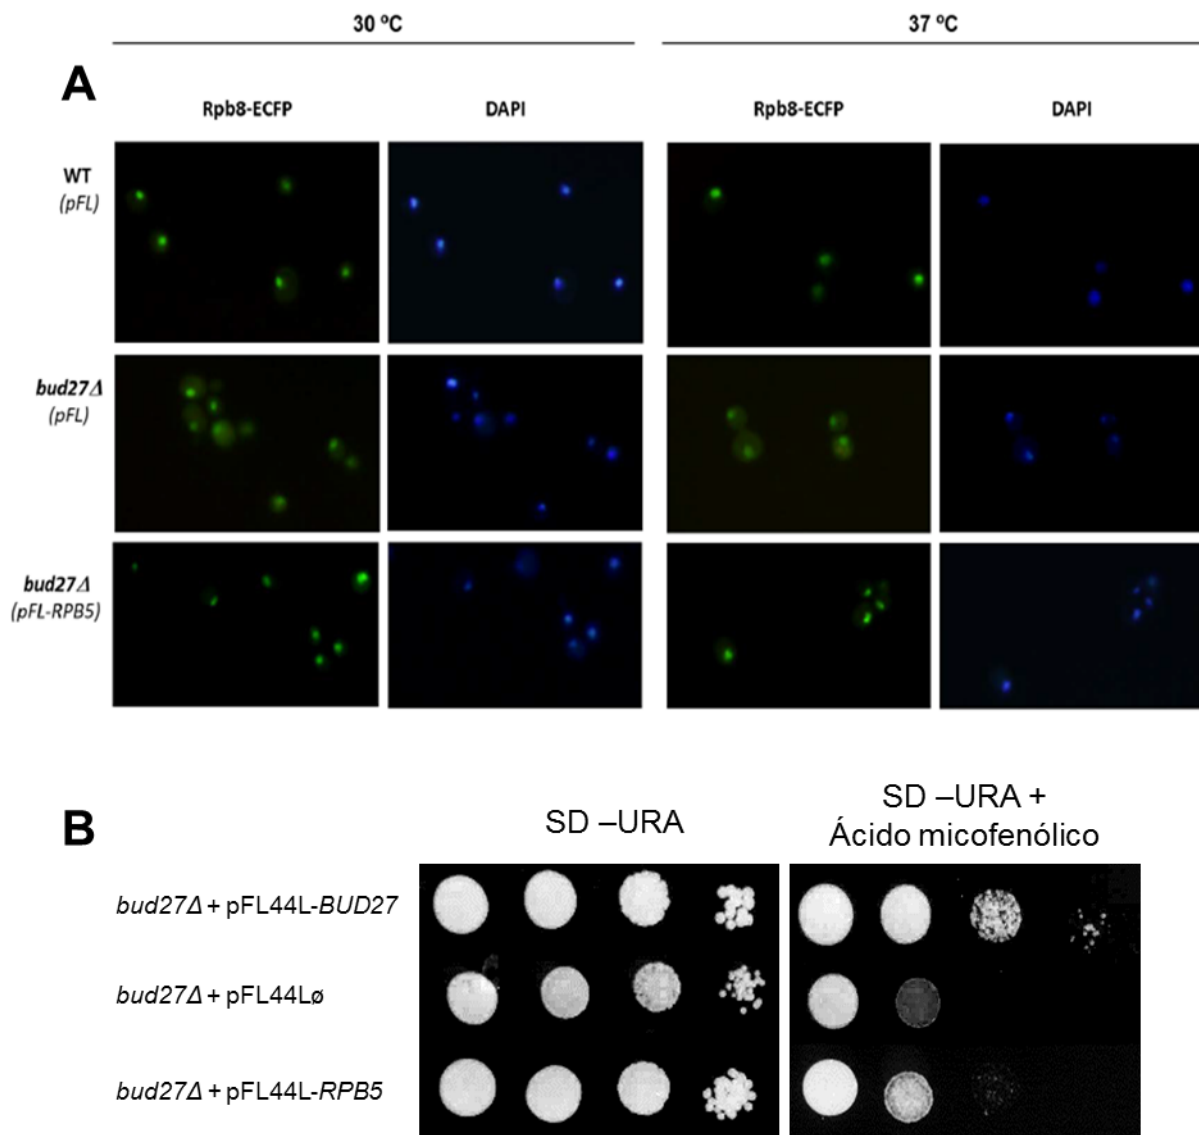 30 ºC
37 ºC
A
Rpb8-ECFP
DAPI
Rpb8-ECFP
DAPI
WT
(pFL)
bud27Δ
(pFL)
bud27Δ
(pFL-RPB5)
B
SD –URA
SD –URA +
Ácido micofenólico
bud27Δ + pFL44L-BUD27
bud27Δ + pFL44Lø
bud27Δ + pFL44L-RPB5